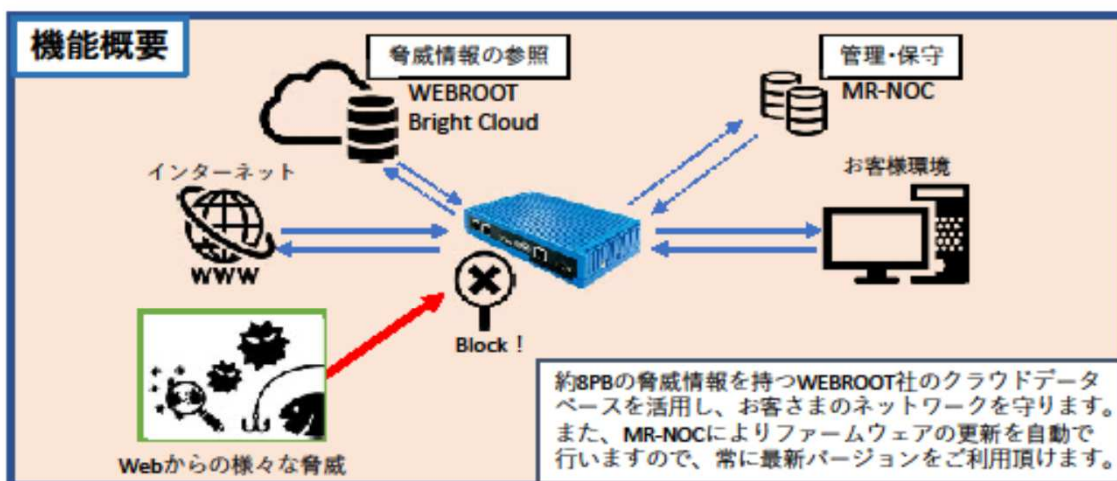 機能概要
脅威情報の参照
WEBROOT
Bright Cloud
管理・保守
MR-NOC
インターネット
WWW
お客様環境
Block！
Webからの様々な脅威
約8PBの脅威情報を持つWEBROOT社のクラウドデータ
ベースを活用し、お客さまのネットワークを守ります。
また、MR-NOCによりファームウェアの更新を自動で
行いますので、常に最新バージョンをご利用頂けます。